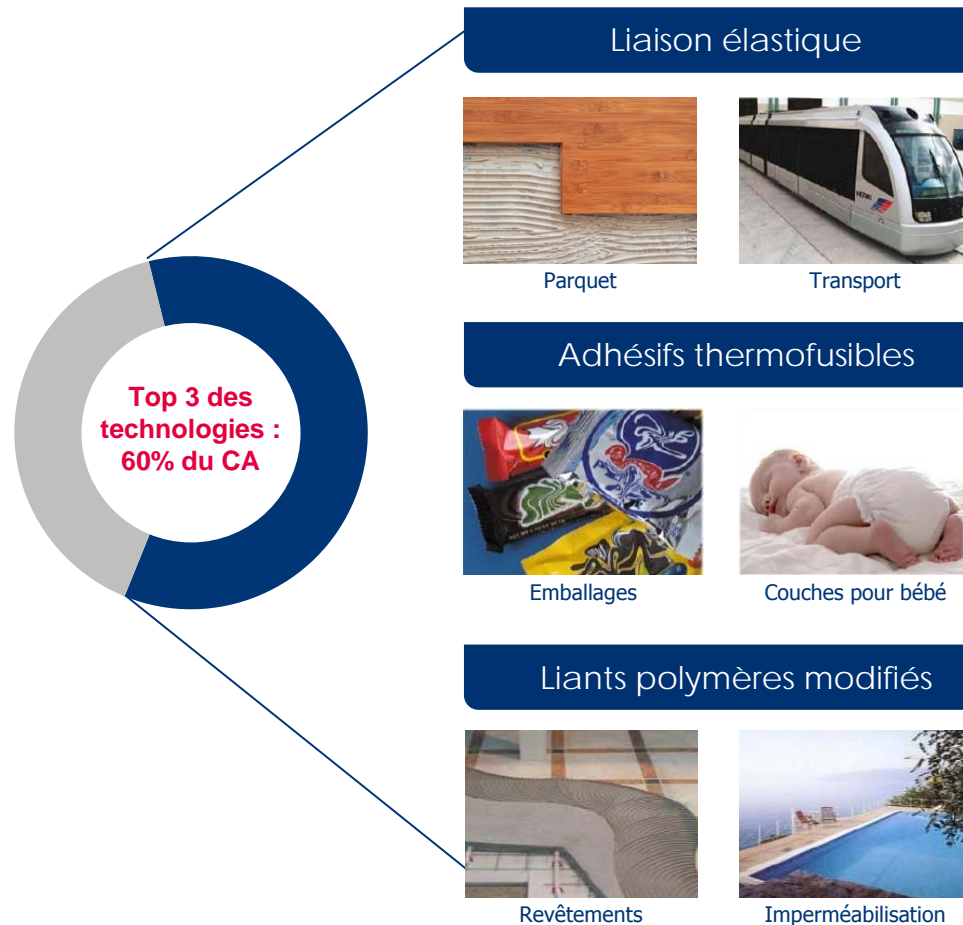 Liaison élastique
Parquet
Transport
Top 3 des
technologies :
60% du CA
Adhésifs thermofusibles
Emballages
Couches pour bébé
Liants polymères modifiés
Revêtements
Imperméabilisation